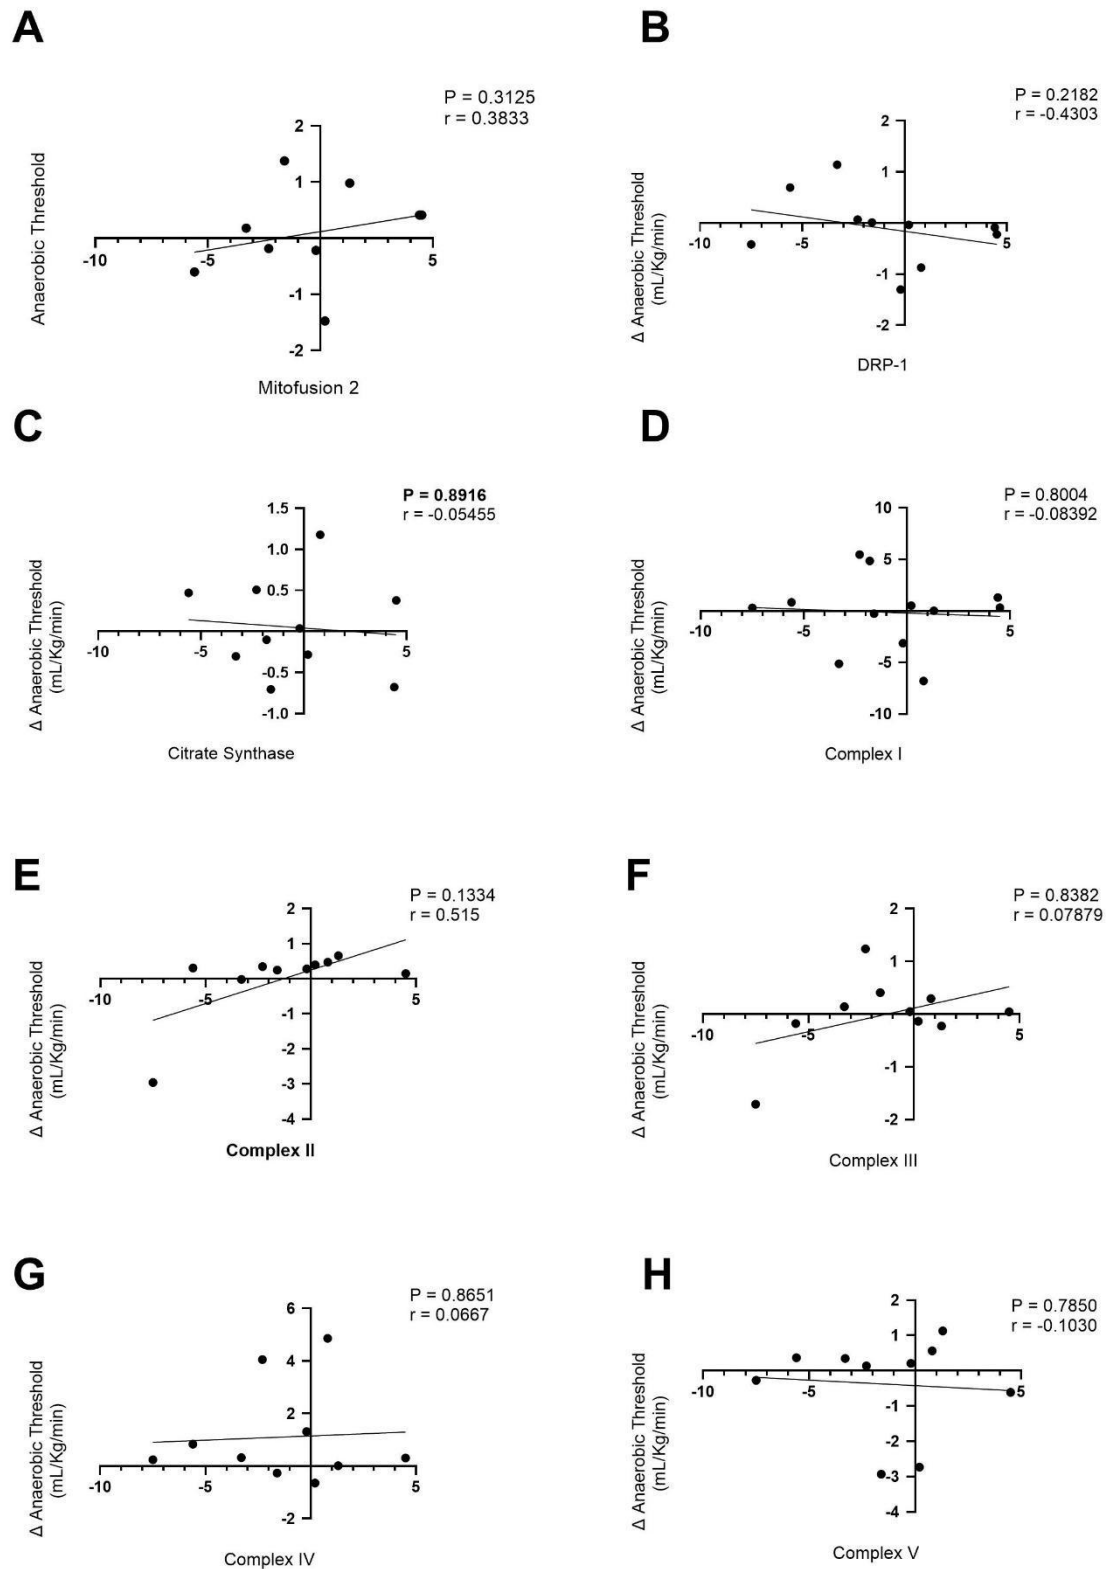 A
P = 0.3125
r = 0.3833
Anaerobic Threshold
2
1
-10
-5
5
-1
-2
Mitofusion 2
B
P = 0.2182
r = -0.4303
Δ Anaerobic Threshold
(mL/Kg/min)
2
1
-10
-5
5
-1
-2
DRP-1
C
P = 0.8916
r = -0.05455
Δ Anaerobic Threshold
(mL/Kg/min)
1.5
1.0
0.5
-10
-5
5
-0.5
-1.0
Citrate Synthase
D
P = 0.8004
r = -0.08392
Δ Anaerobic Threshold
(mL/Kg/min)
10
5
-10
-5
5
-5
-10
Complex I
E
P = 0.1334
r = 0.515
Δ Anaerobic Threshold
(mL/Kg/min)
2
1
-10
-5
5
-1
-2
-3
-4
Complex II
F
P = 0.8382
r = 0.07879
Δ Anaerobic Threshold
(mL/Kg/min)
2
1
-10
-5
5
-1
-2
Complex III
G
P = 0.8651
r = 0.0667
Δ Anaerobic Threshold
(mL/Kg/min)
6
4
2
-10
-5
5
-2
Complex IV
H
P = 0.7850
r = -0.1030
Δ Anaerobic Threshold
(mL/Kg/min)
2
1
-10
-5
5
-1
-2
-3
-4
Complex V